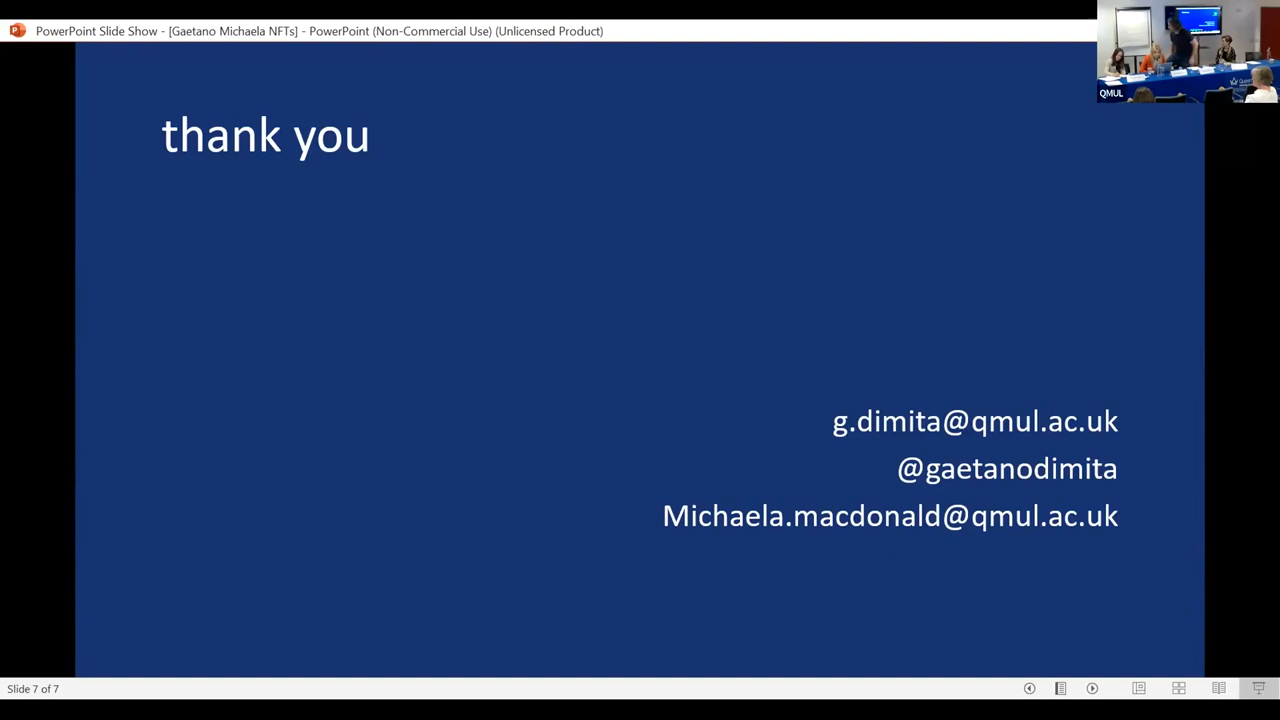 PowerPoint Slide Show - [Gaetano Michaela NFTs] - PowerPoint (Non-Commercial Use) (Unlicensed Product)
QMUL
thank you
g.dimita@qmul.ac.uk
@gaetanodimita
Michaela.macdonald@qmul.ac.uk
Slide 7 of 7